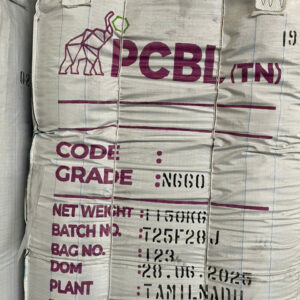 PCBL (TN)
19
CODE :
GRADE :N660
NET WEIGHT :1150KG
BATCH NO. :T25F28J
BAG NO. :123
DOM :28.06.2025
PLANT :TAMILNADU